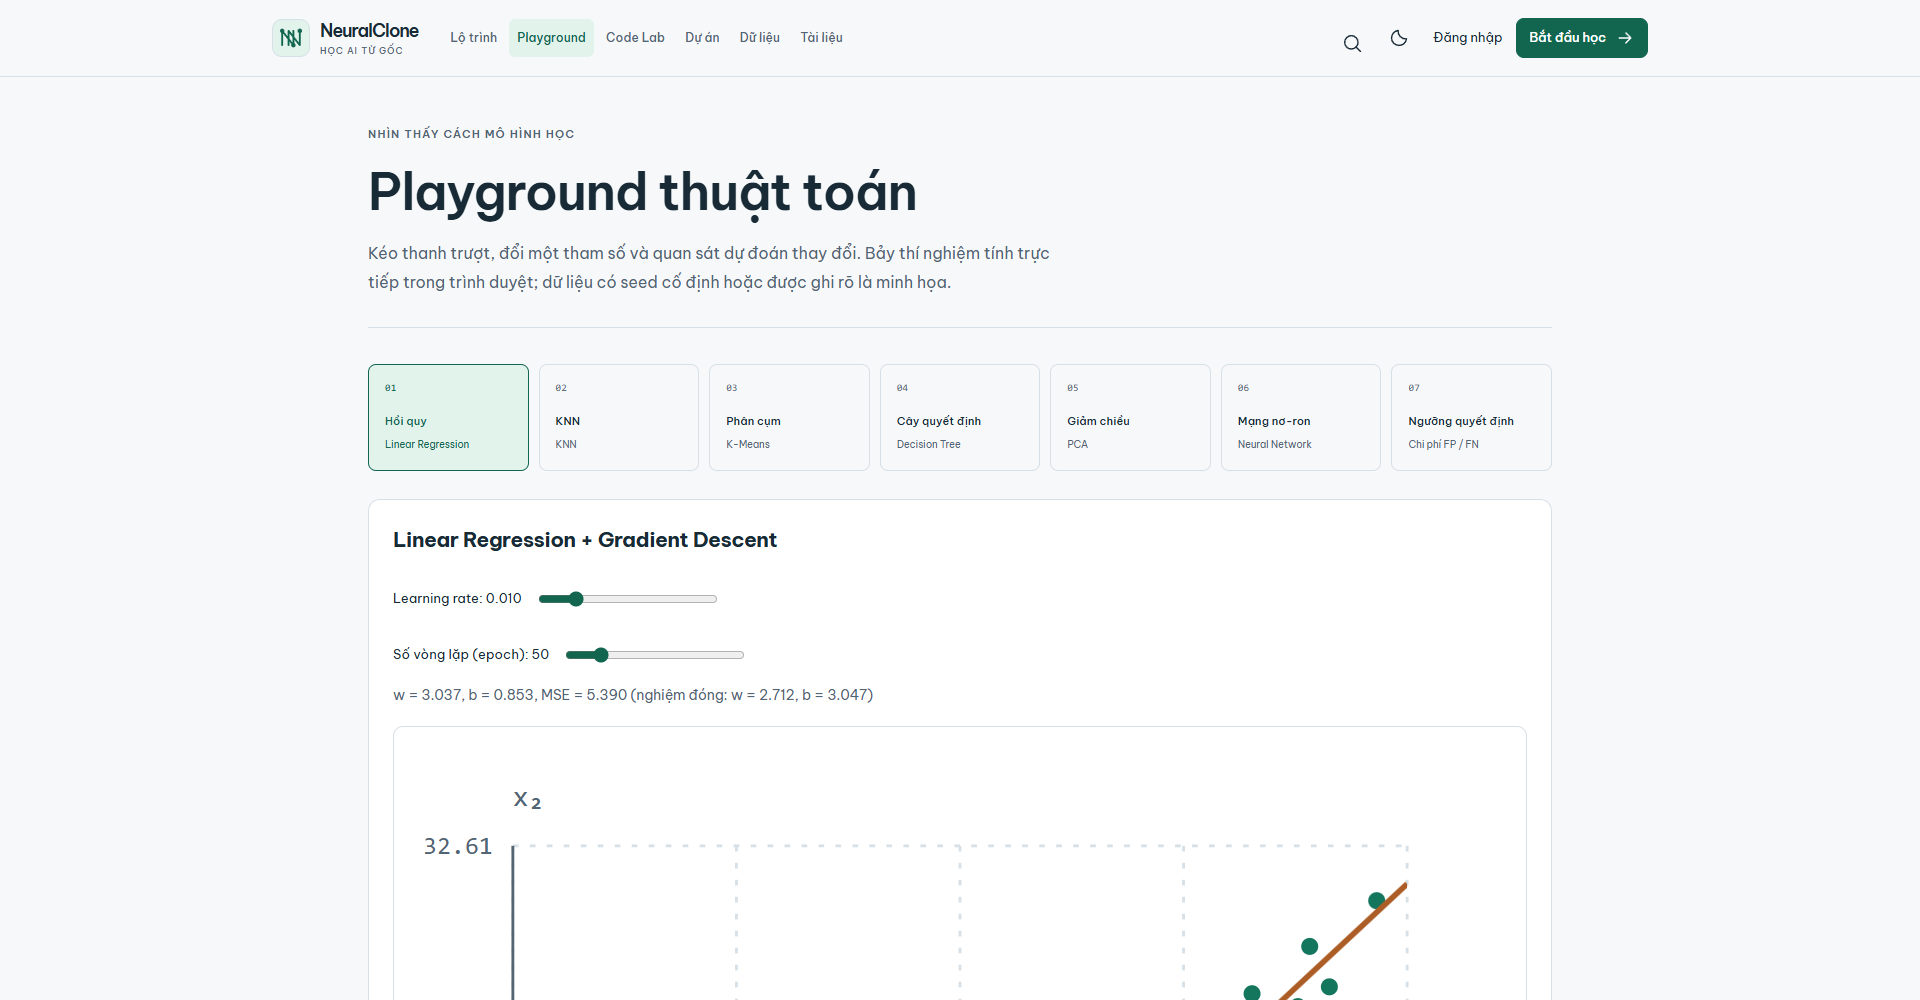 NeuralClone
HỌC AI TỪ GỐC
Lộ trình
Playground
Code Lab
Dự án
Dữ liệu
Tài liệu
Đăng nhập
Bắt đầu học
NHÌN THẤY CÁCH MÔ HÌNH HỌC
Playground thuật toán
Kéo thanh trượt, đổi một tham số và quan sát dự đoán thay đổi. Bảy thí nghiệm tính trực
tiếp trong trình duyệt; dữ liệu có seed cố định hoặc được ghi rõ là minh họa.
01
Hồi quy
Linear Regression
02
KNN
KNN
03
Phân cụm
K-Means
04
Cây quyết định
Decision Tree
05
Giảm chiều
PCA
06
Mạng nơ-ron
Neural Network
07
Ngưỡng quyết định
Chi phí FP / FN
Linear Regression + Gradient Descent
Learning rate: 0.010
Số vòng lặp (epoch): 50
w = 3.037, b = 0.853, MSE = 5.390 (nghiệm đóng: w = 2.712, b = 3.047)
x₂
32.61